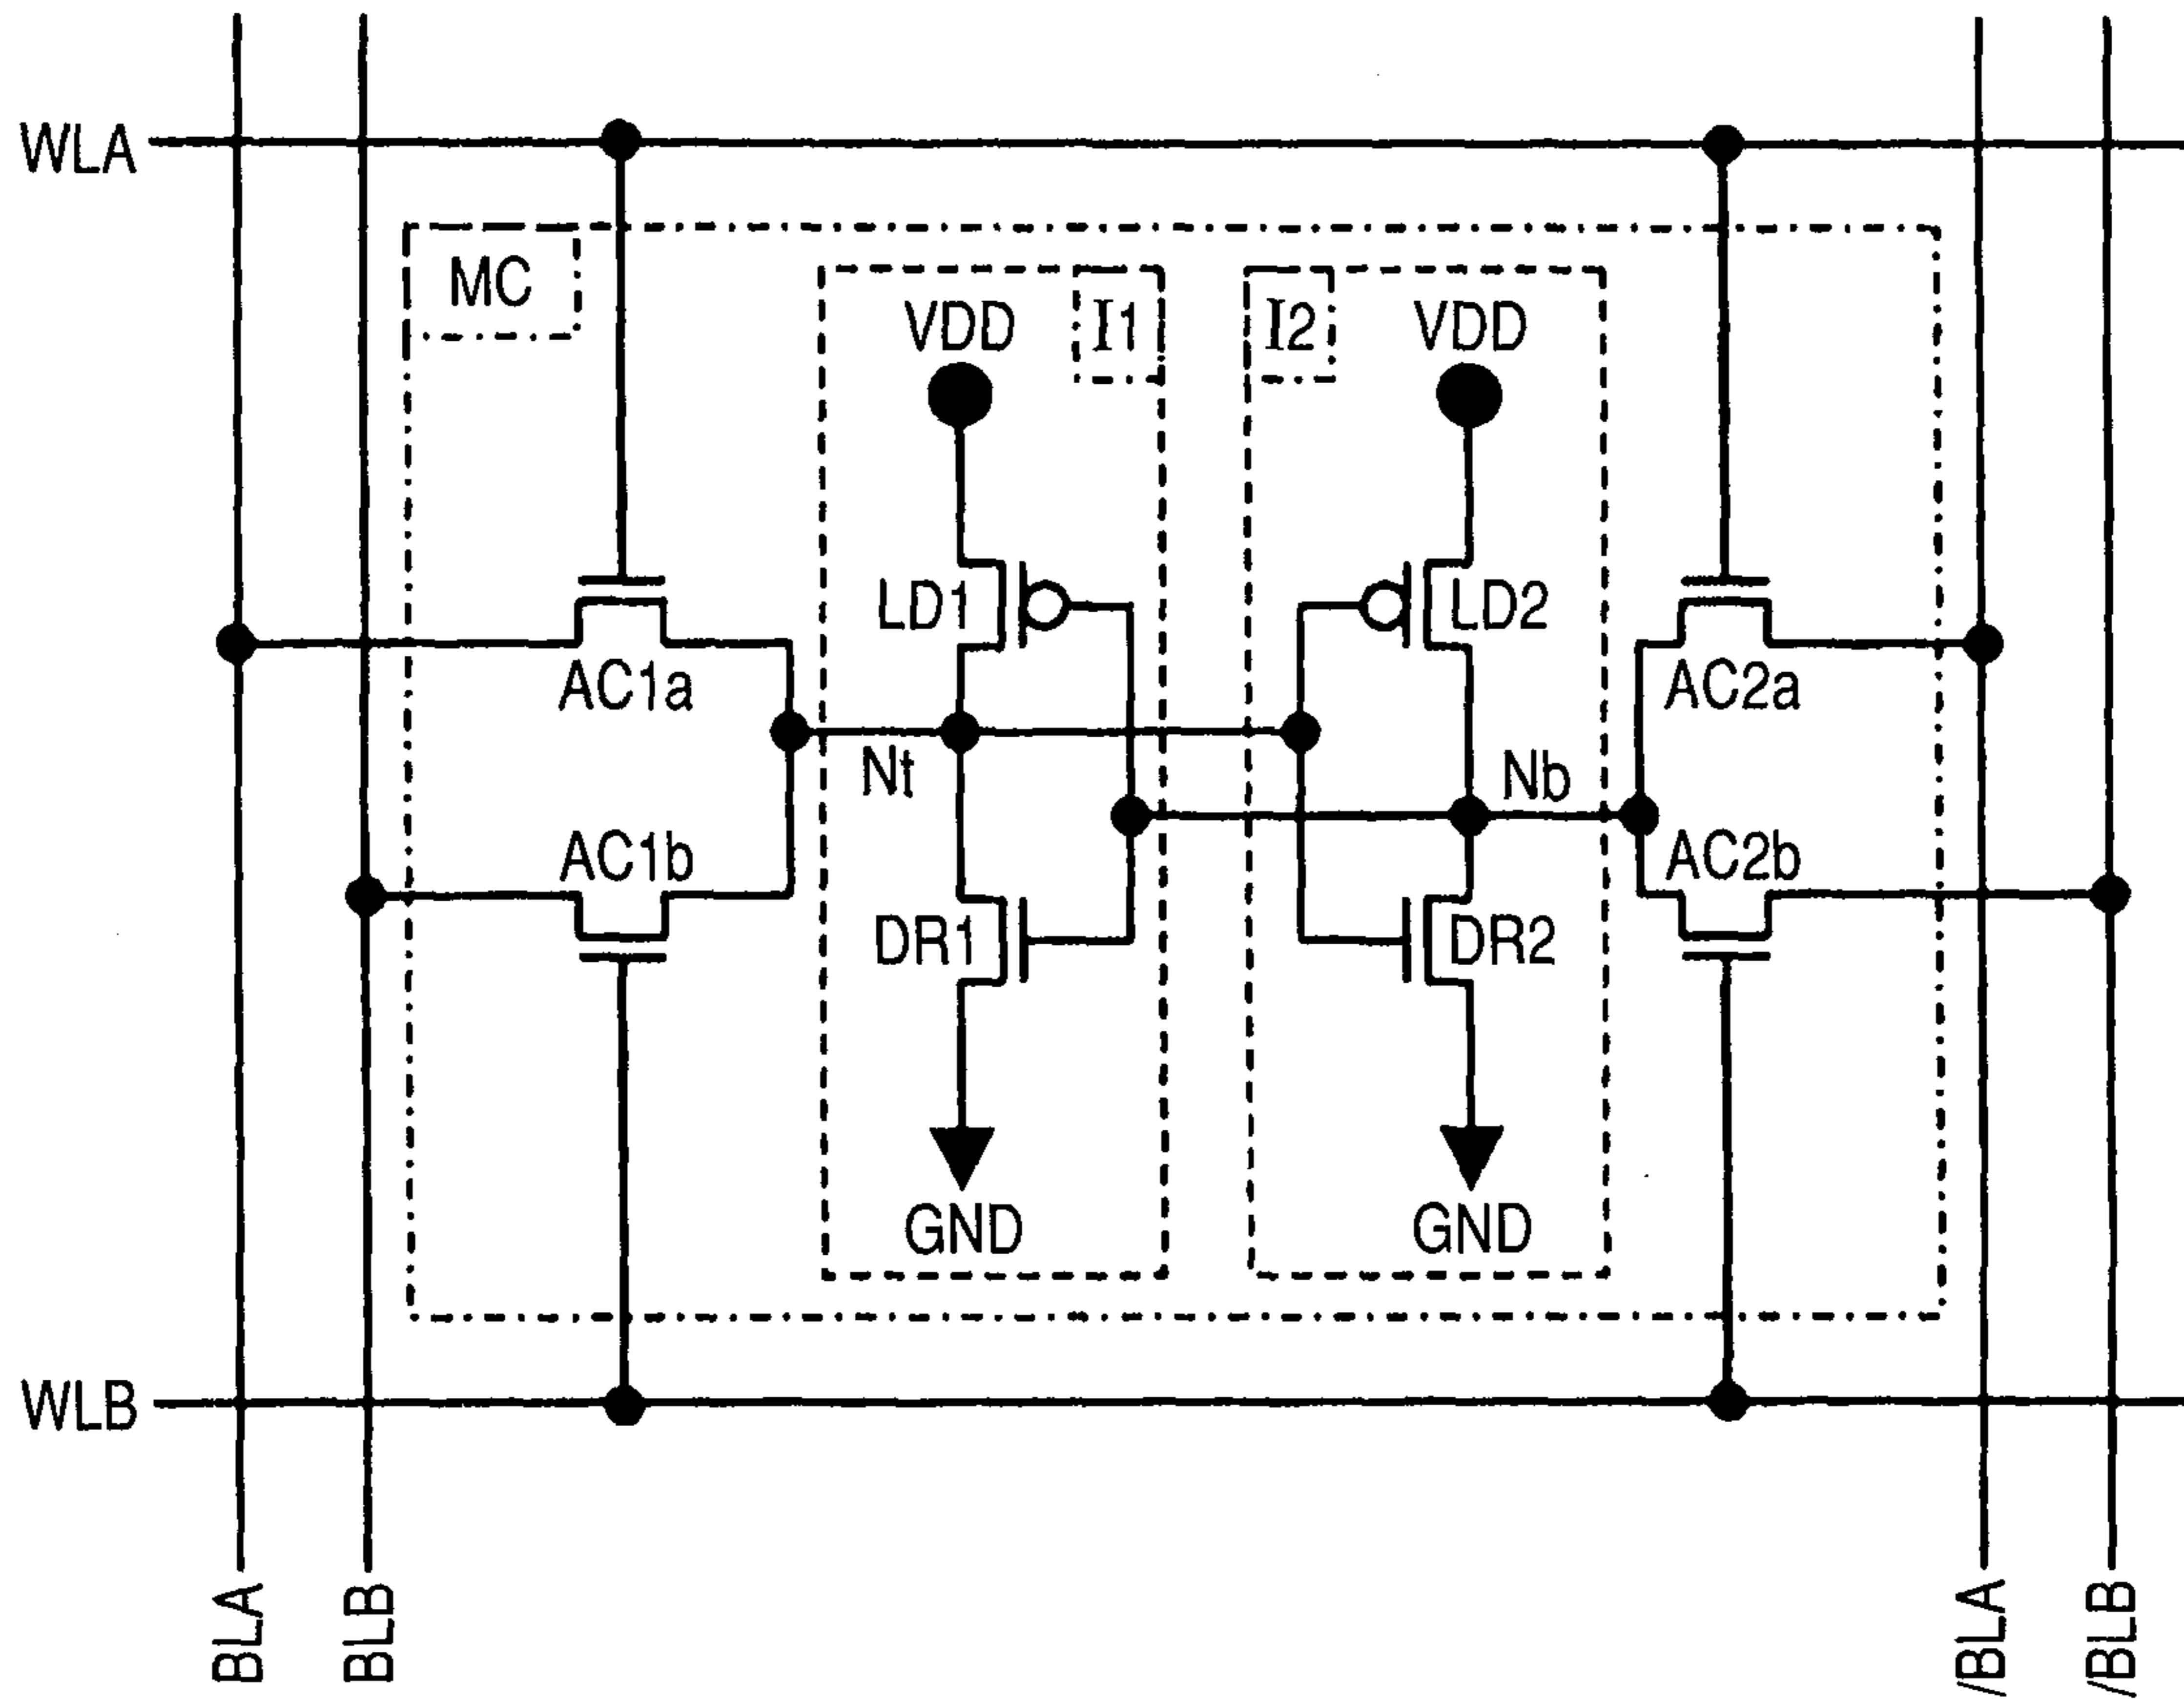 WLA
MC
VDD
I1
I2
VDD
LD1
LD2
AC1a
AC2a
Nt
Nb
AC1b
AC2b
DR1
DR2
GND
GND
WLB
BLA
BLB
/BLA
/BLB